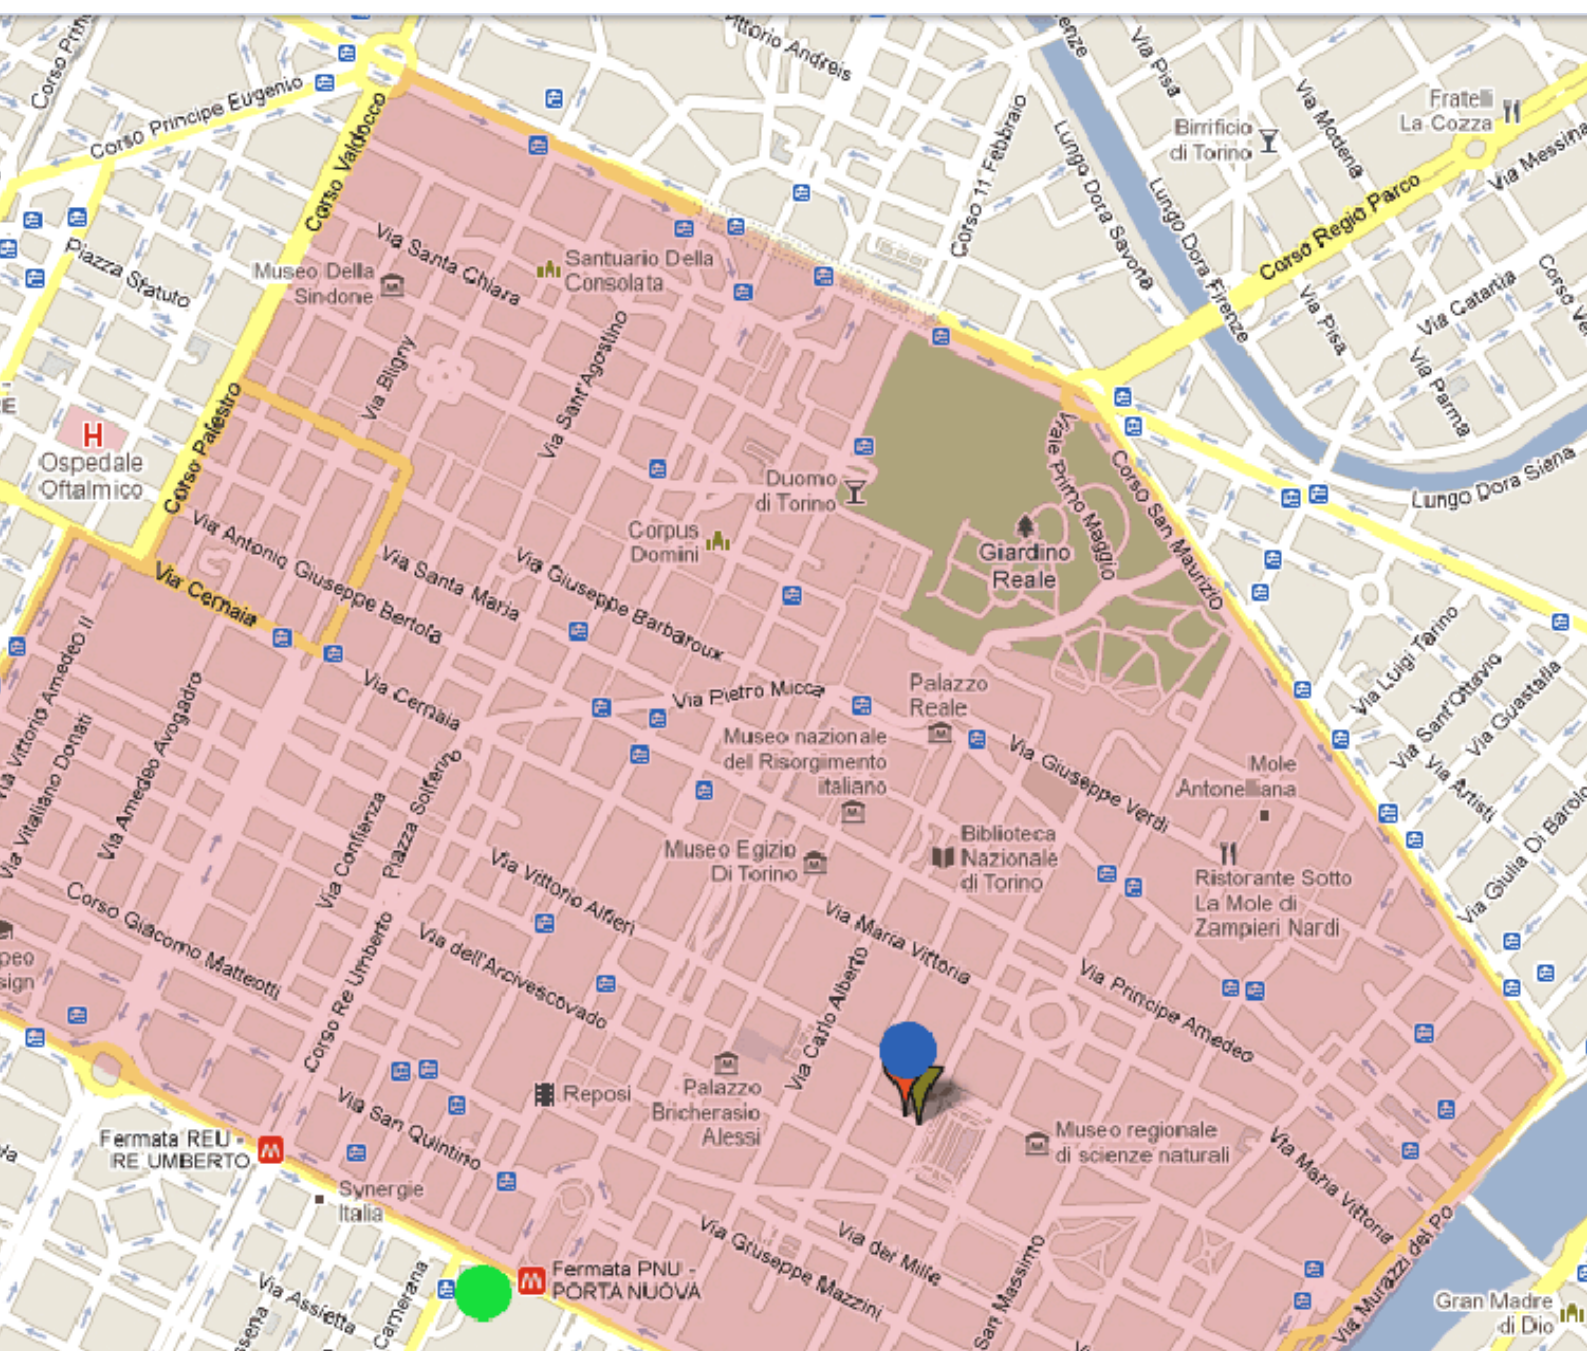 Vittorio Andreis
Via Pisa
Via Modena
Fratelli
La Cozza
Birrificio
di Torino
Via Messina
Corso Principe Eugenio
Corso Valdocco
Corso 11 Febbraio
Lungo Dora Savona
Lungo Dora Firenze
Corso Regio Parco
Piazza Statuto
Via Santa Chiara
Museo Della
Sindone
Santuario Della
Consolata
Via Pisa
Via Catania
Via Parma
Via Bligny
Via Sant'Agostino
H
Ospedale
Oftalmico
Corso Palestro
Viale Primo Maggio
Corso San Maurizio
Lungo Dora Siena
Duomo
di Torino
Corpus
Domini
Giardino
Reale
Via Antonio Giuseppe Bertola
Via Santa Maria
Via Giuseppe Barbaroux
Via Cernaia
Via Cernaia
Via Pietro Micca
Palazzo
Reale
Via Luigi Tarino
Via Sant'Ottavio
Via Guastalla
Via Artisti
Via Giulia Di Barolo
Via Vittorio Amedeo II
Via Vitaliano Donati
Via Amedeo Avogadro
Via Confienza
Piazza Solferino
Museo nazionale
del Risorgimento
italiano
Via Giuseppe Verdi
Mole
Antonelliana
Museo Egizio
Di Torino
Biblioteca
Nazionale
di Torino
Ristorante Sotto
La Mole di
Zampieri Nardi
Via Vittorio Alfieri
Via Maria Vittoria
Corso Giacomo Matteotti
Via dell'Arcivescovado
Corso Re Umberto
Via Carlo Alberto
Via Principe Amedeo
peo
sign
Reposi
Palazzo
Bricherasio
Alessi
Via San Quintino
Museo regionale
di scienze naturali
Fermata REU -
RE UMBERTO
M
Synergie
Italia
Via Maria Vittoria
Via Murazzi del Po
Via Giuseppe Mazzini
Via dei Mille
San Massimo
M
Fermata PNU -
PORTA NUOVA
Via Assietta
Camerana
Gran Madre
di Dio